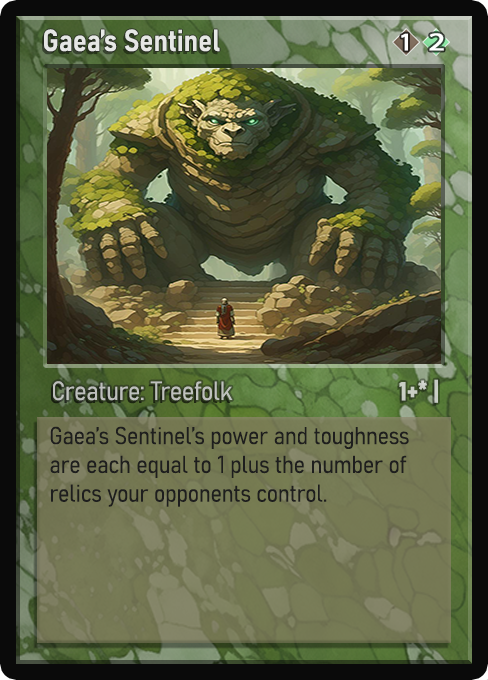 Gaea's Sentinel 1 2
Creature: Treefolk 1+* |
Gaea's Sentinel's power and toughness
are each equal to 1 plus the number of
relics your opponents control.